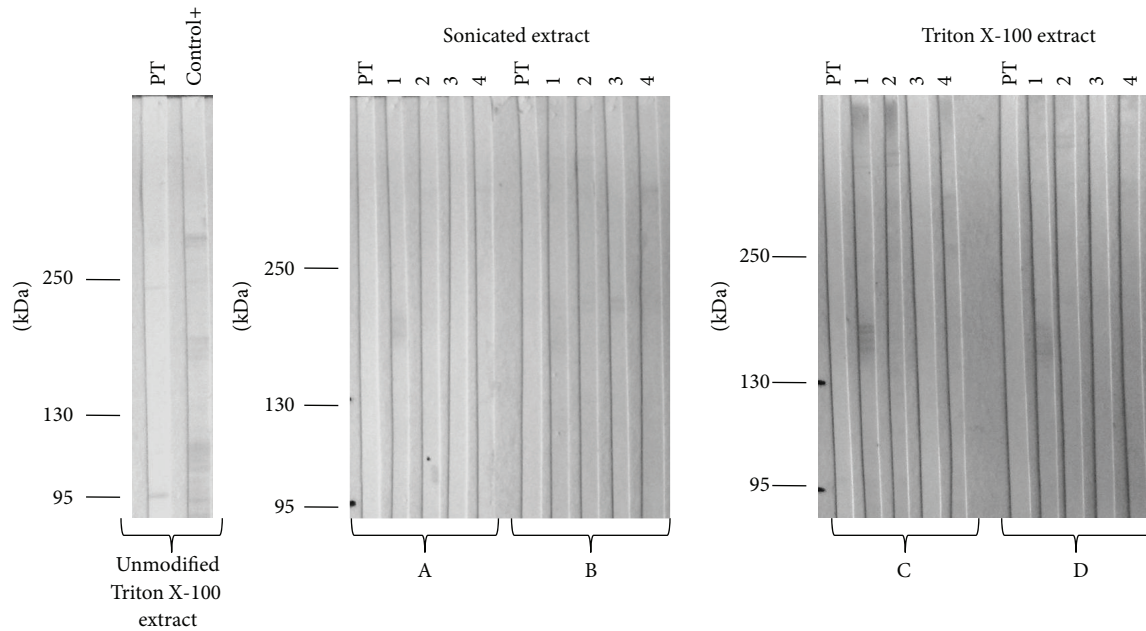 PT
Control+
(kDa)
250
130
95
Unmodified
Triton X-100
extract
Sonicated extract
PT 1 2 3 4 PT 1 2 3 4
(kDa)
250
130
95
A B
Triton X-100 extract
PT 1 2 3 4 PT 1 2 3 4
(kDa)
250
130
95
C D